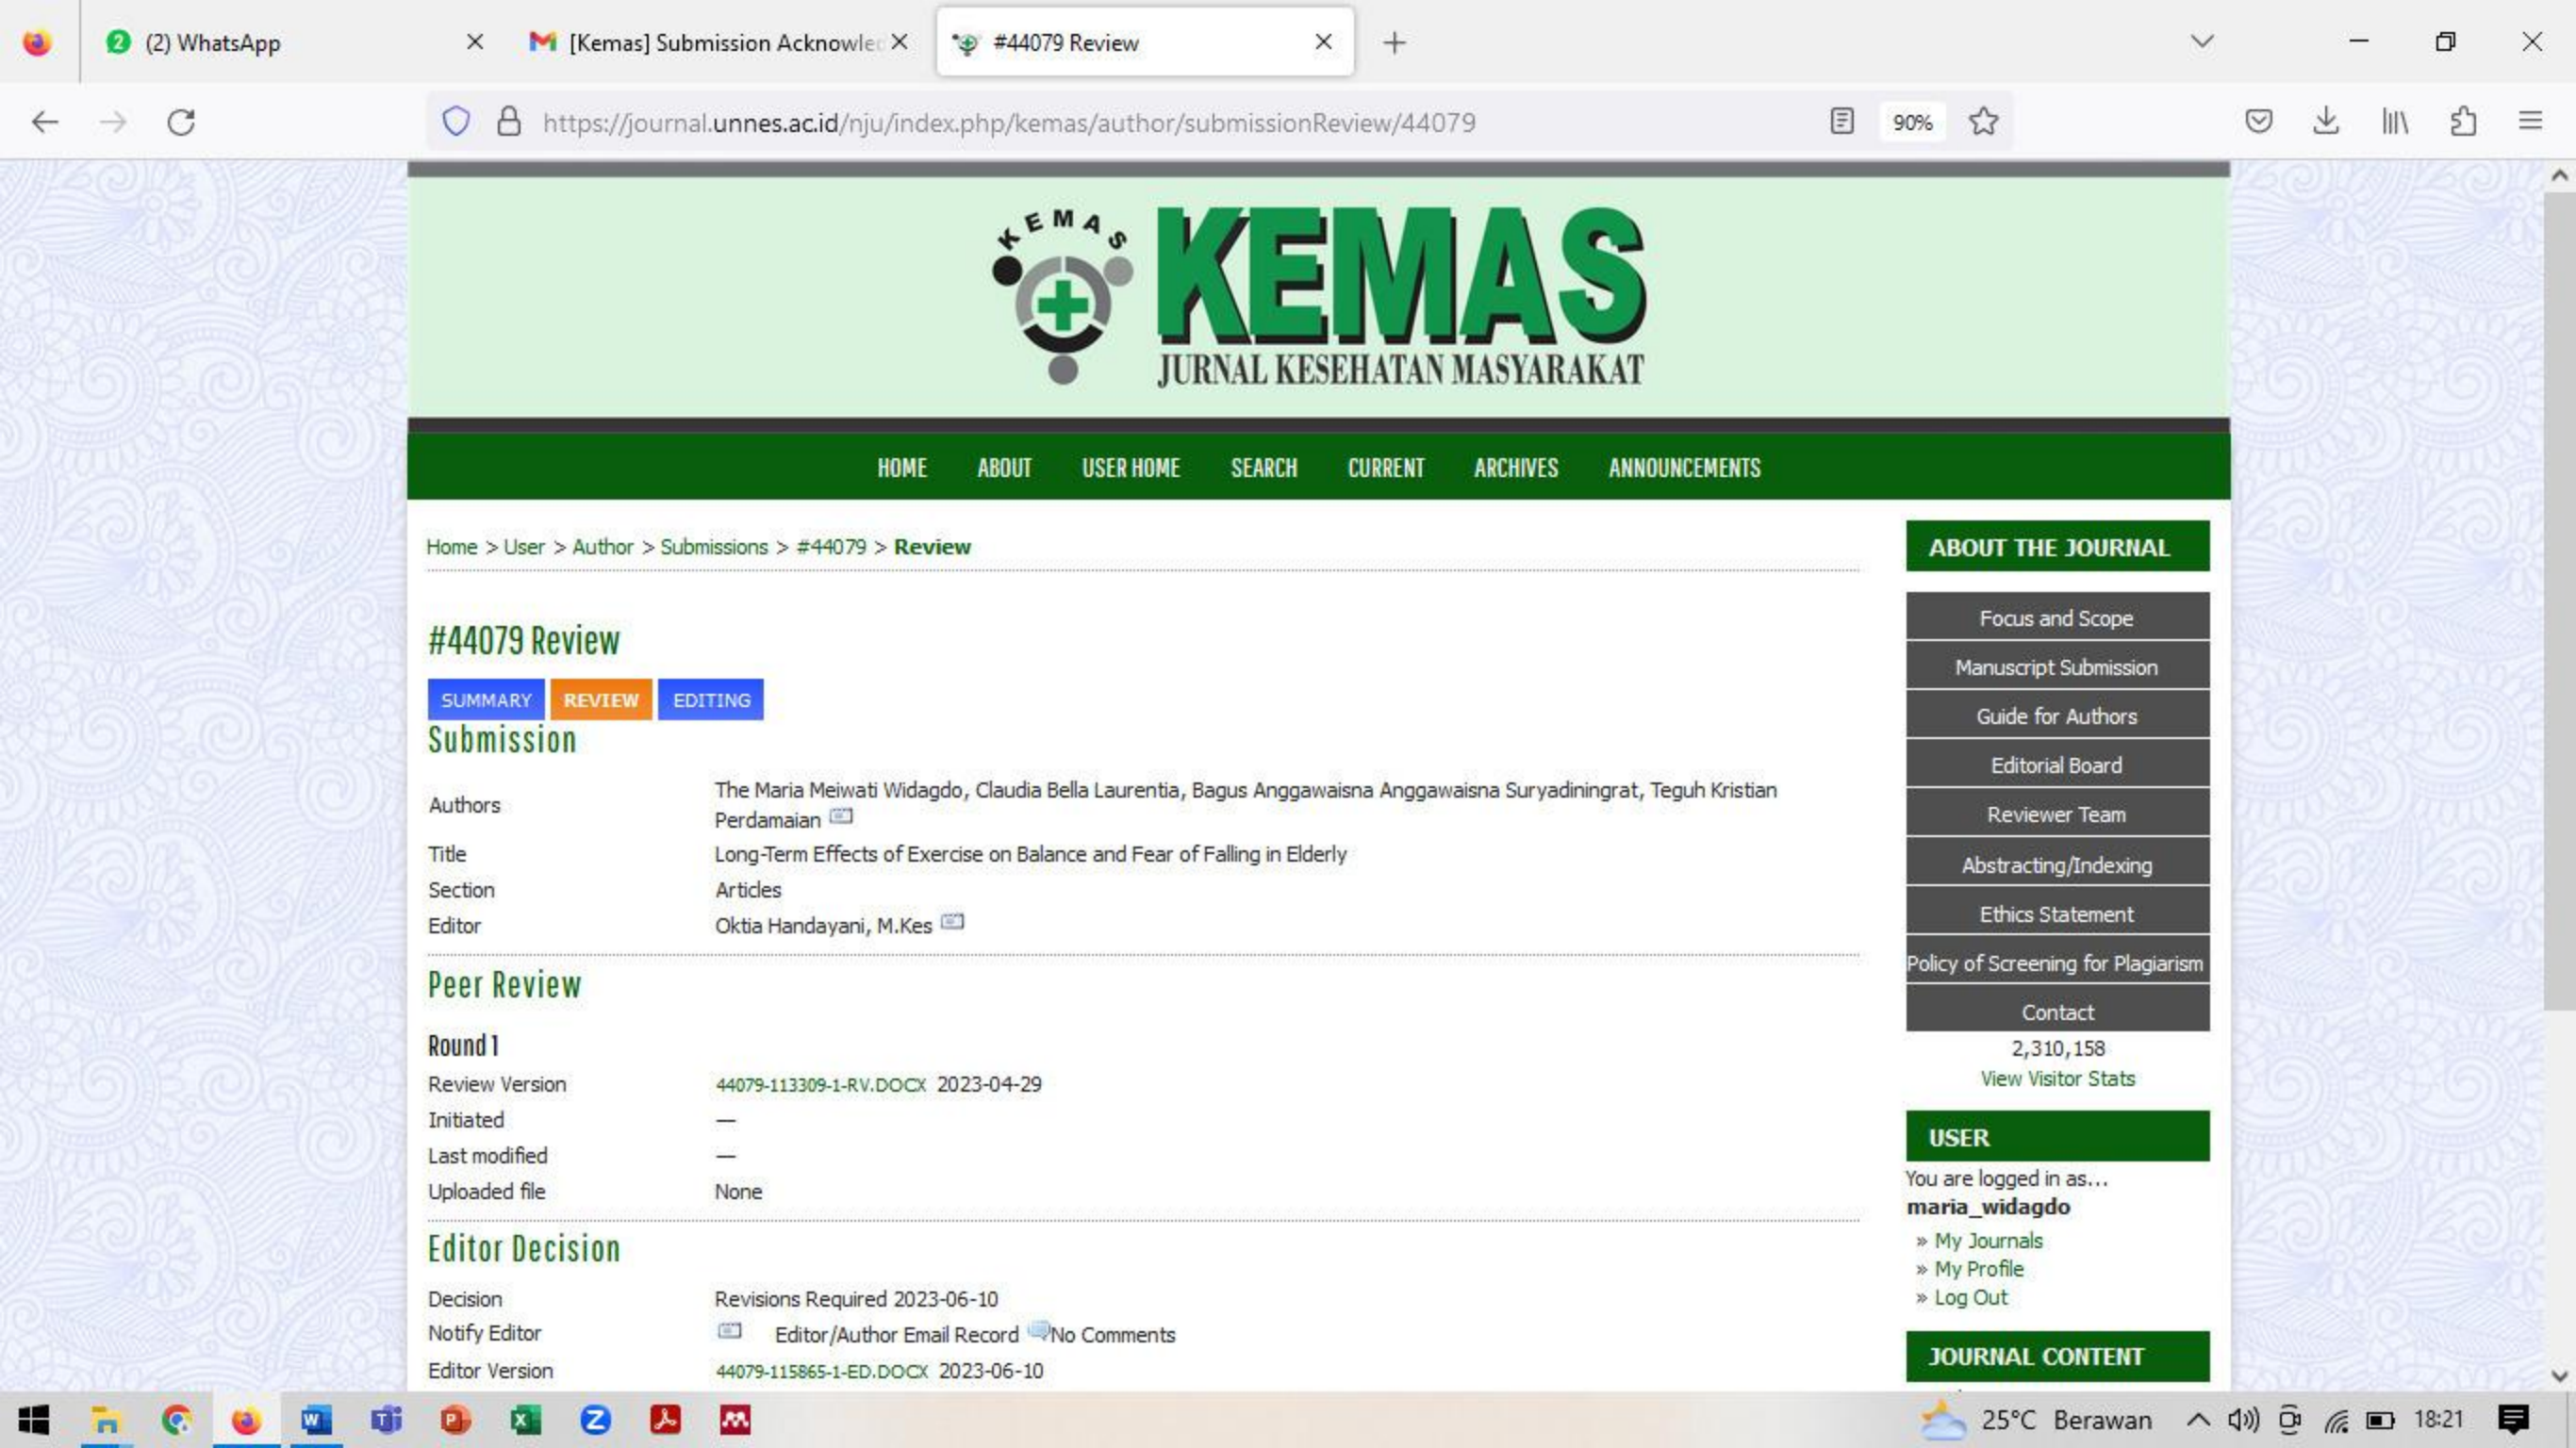 2 (2) WhatsApp
[Kemas] Submission Acknowled
#44079 Review
https://journal.unnes.ac.id/nju/index.php/kemas/author/submissionReview/44079
90%
KEMAS
KEMAS
JURNAL KESEHATAN MASYARAKAT
HOME ABOUT USER HOME SEARCH CURRENT ARCHIVES ANNOUNCEMENTS
Home > User > Author > Submissions > #44079 > Review
#44079 Review
SUMMARY REVIEW EDITING
Submission
Authors The Maria Meiwati Widagdo, Claudia Bella Laurentia, Bagus Anggawaisna Anggawaisna Suryadiningrat, Teguh Kristian
Perdamaian
Title Long-Term Effects of Exercise on Balance and Fear of Falling in Elderly
Section Articles
Editor Oktia Handayani, M.Kes
Peer Review
Round 1
Review Version 44079-113309-1-RV.DOCX 2023-04-29
Initiated —
Last modified —
Uploaded file None
Editor Decision
Decision Revisions Required 2023-06-10
Notify Editor Editor/Author Email Record No Comments
Editor Version 44079-115865-1-ED.DOCX 2023-06-10
ABOUT THE JOURNAL
Focus and Scope
Manuscript Submission
Guide for Authors
Editorial Board
Reviewer Team
Abstracting/Indexing
Ethics Statement
Policy of Screening for Plagiarism
Contact
2,310,158
View Visitor Stats
USER
You are logged in as...
maria_widagdo
» My Journals
» My Profile
» Log Out
JOURNAL CONTENT
25°C Berawan 18:21